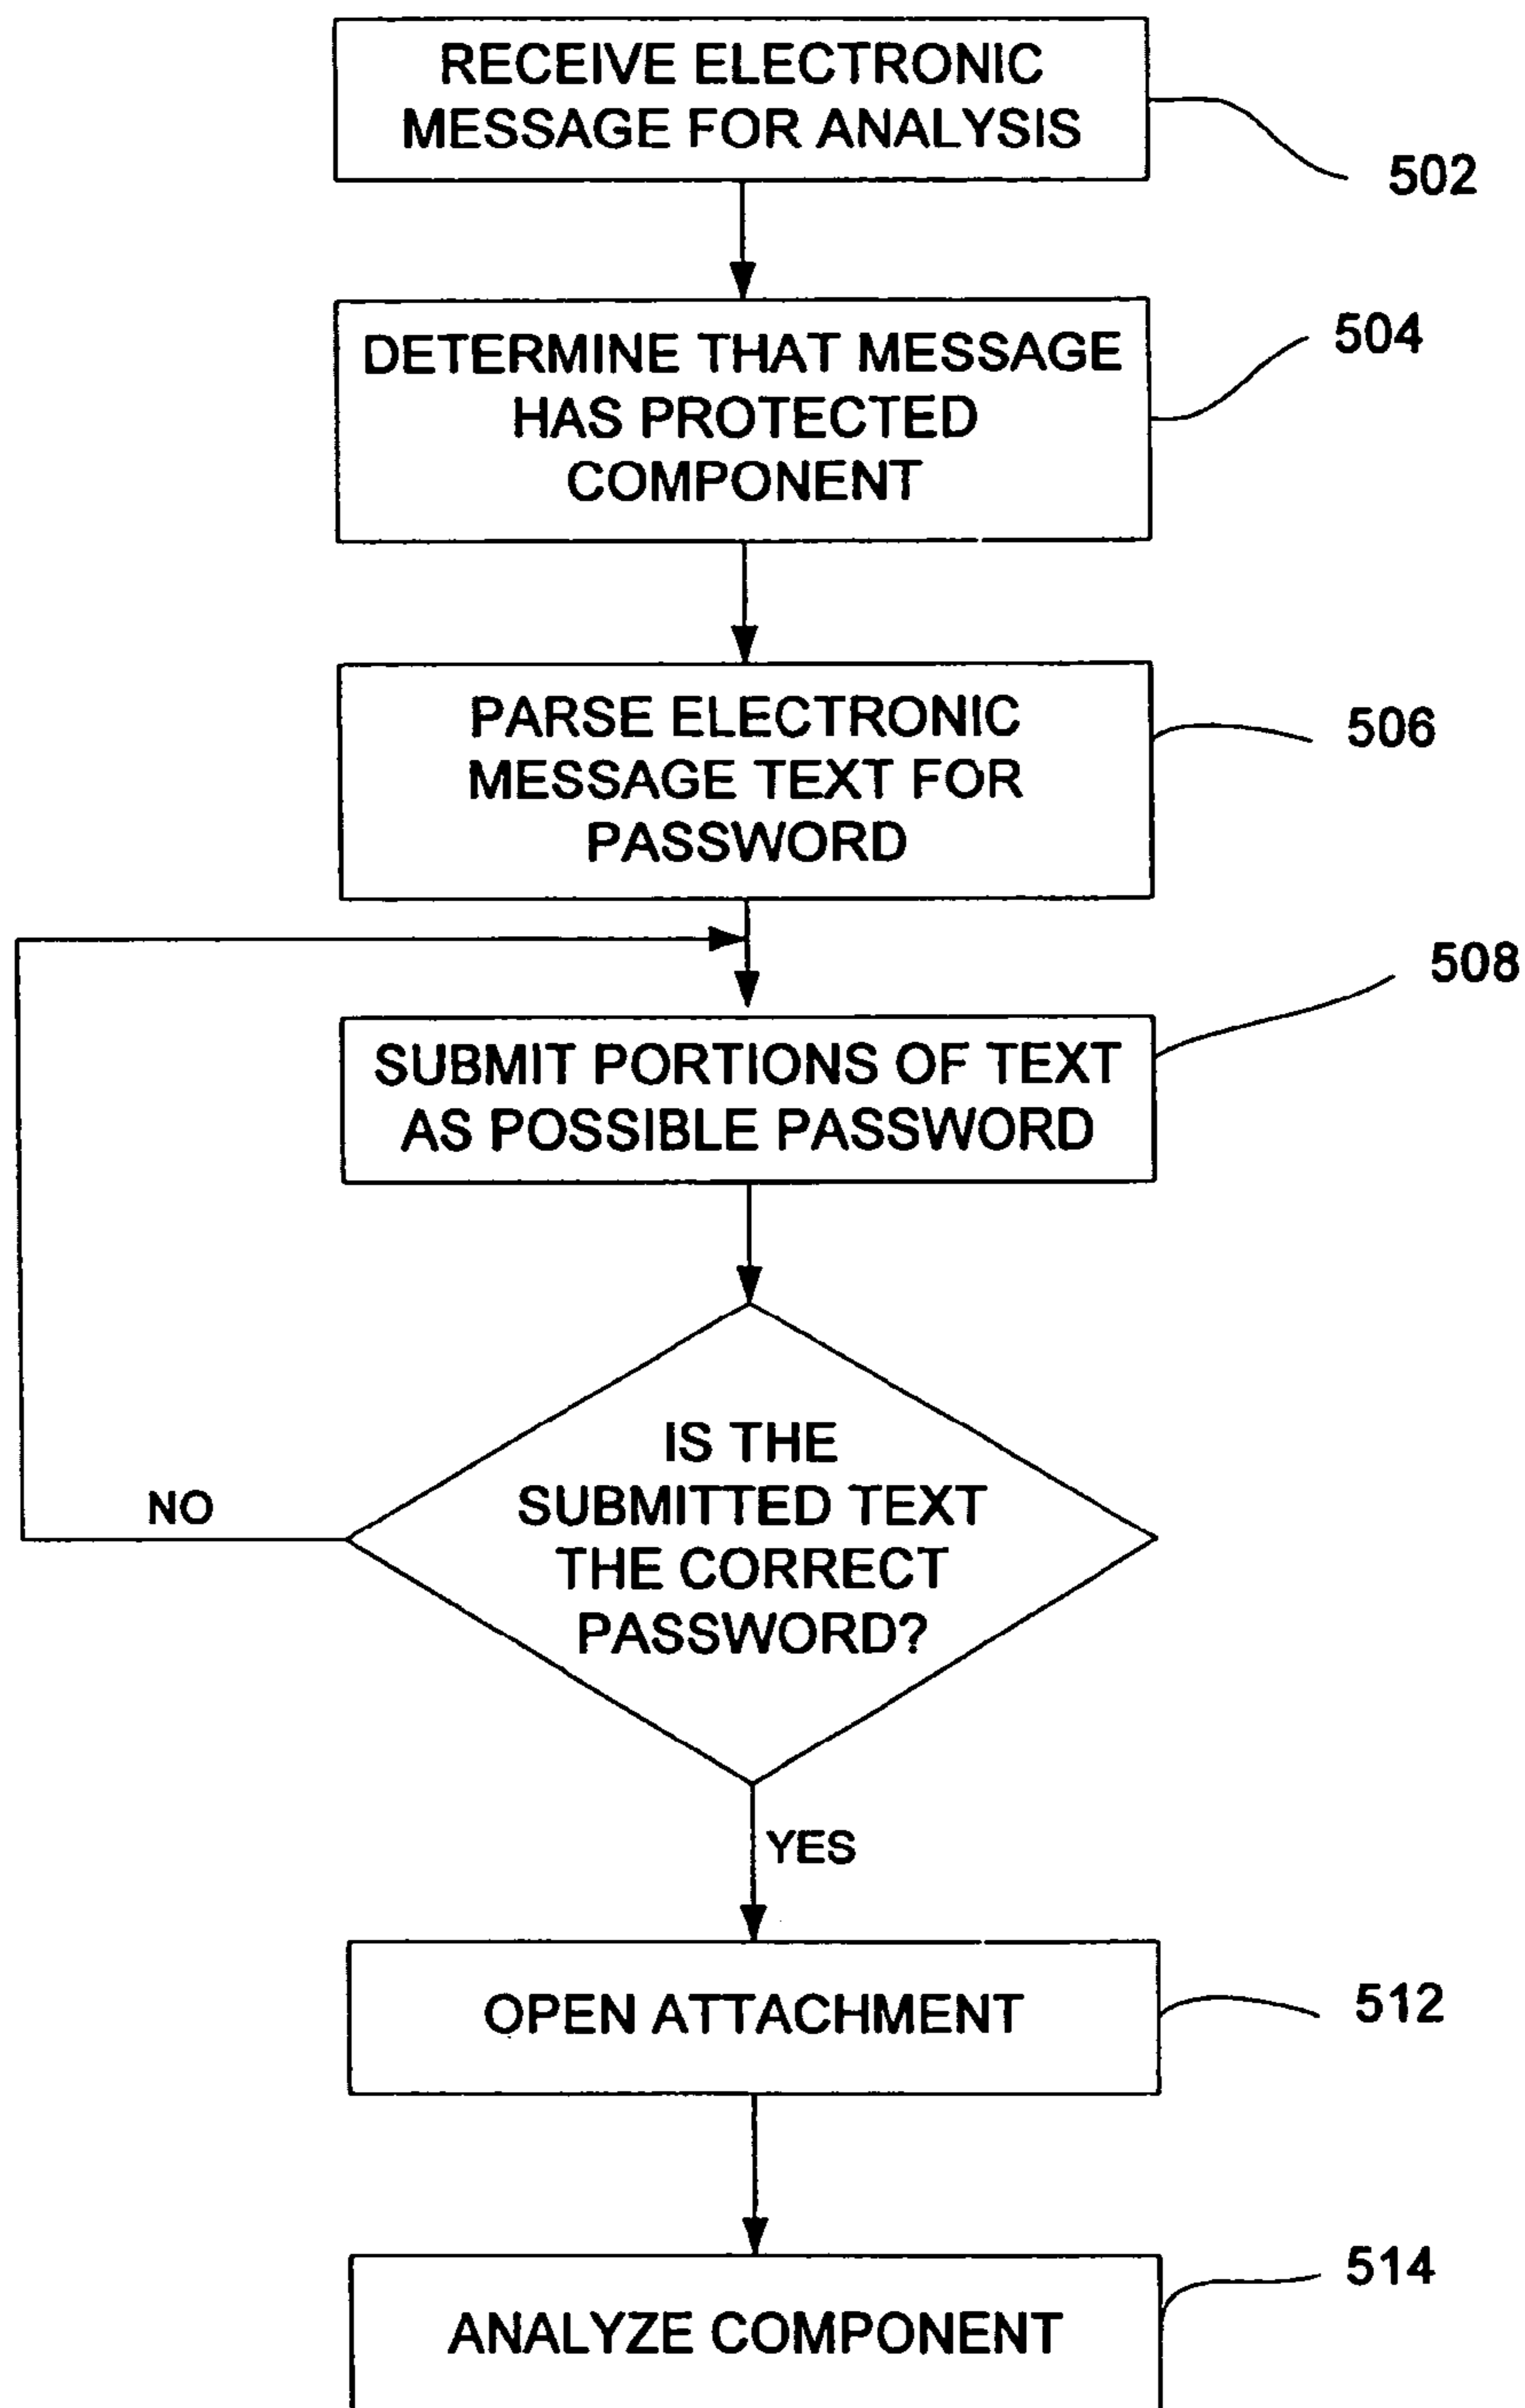 RECEIVE ELECTRONIC
MESSAGE FOR ANALYSIS
502
DETERMINE THAT MESSAGE
HAS PROTECTED
COMPONENT
504
PARSE ELECTRONIC
MESSAGE TEXT FOR
PASSWORD
506
SUBMIT PORTIONS OF TEXT
AS POSSIBLE PASSWORD
508
IS THE
SUBMITTED TEXT
THE CORRECT
PASSWORD?
NO
YES
OPEN ATTACHMENT
512
ANALYZE COMPONENT
514